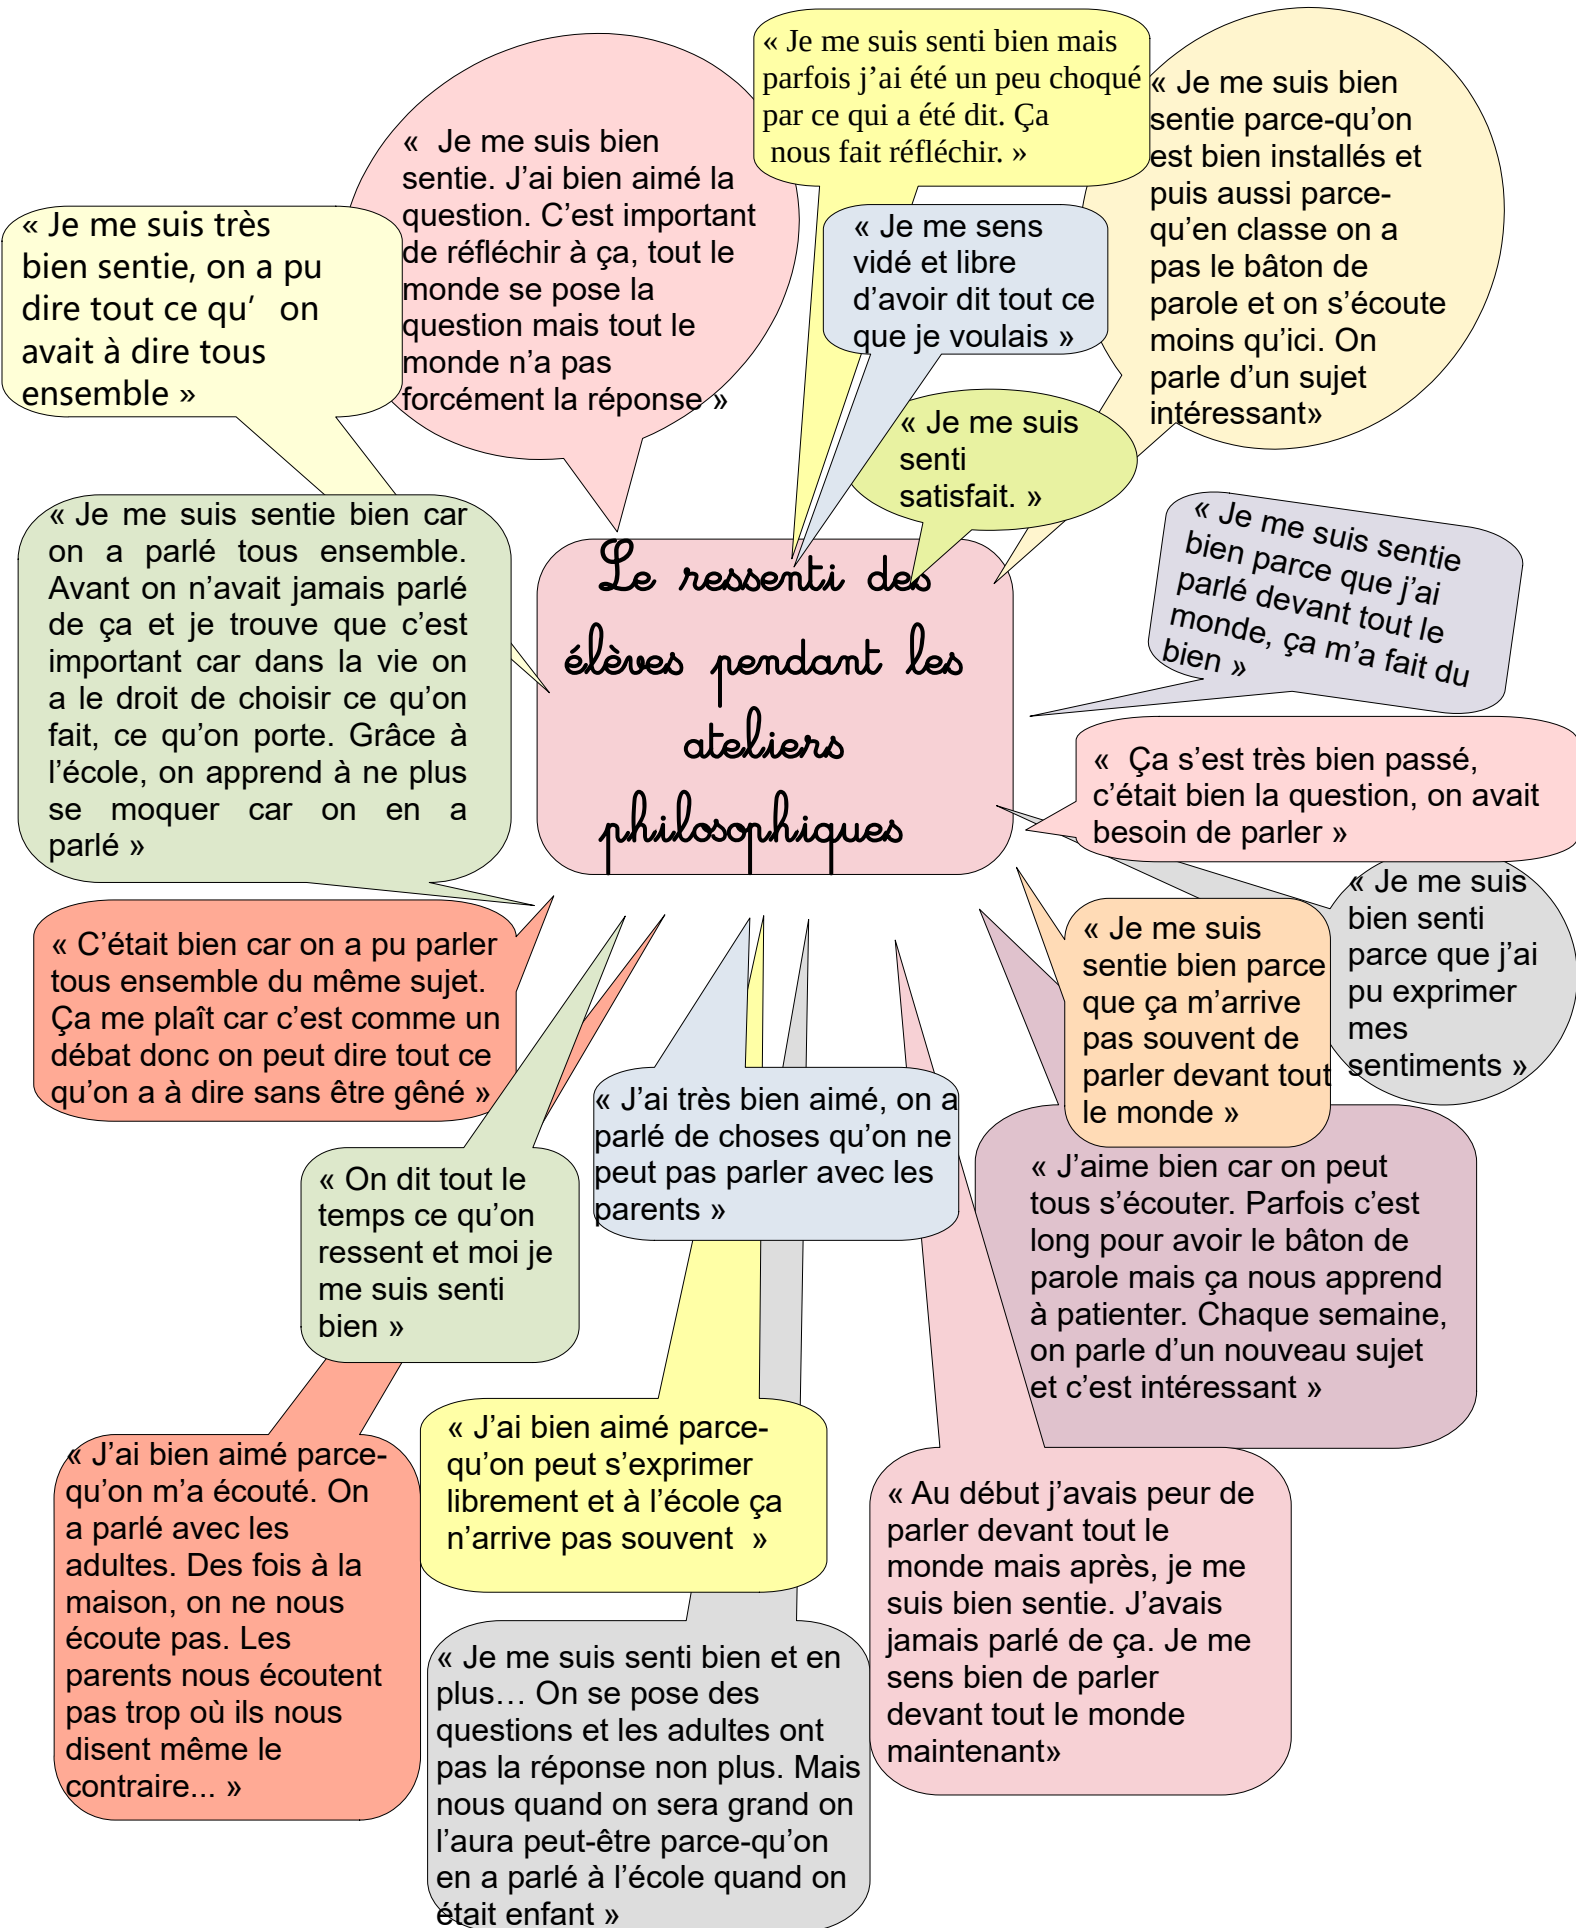 « Je me suis senti bien mais
parfois j’ai été un peu choqué
par ce qui a été dit. Ça
nous fait réfléchir. »
« Je me suis bien
sentie parce-qu’on
est bien installés et
puis aussi parce-
qu’en classe on a
pas le bâton de
parole et on s’écoute
moins qu’ici. On
parle d’un sujet
intéressant»
« Je me suis bien
sentie. J’ai bien aimé la
question. C’est important
de réfléchir à ça, tout le
monde se pose la
question mais tout le
monde n’a pas
forcément la réponse »
« Je me suis très
bien sentie, on a pu
dire tout ce qu’ on
avait à dire tous
ensemble »
« Je me sens
vidé et libre
d’avoir dit tout ce
que je voulais »
« Je me suis
senti
satisfait. »
« Je me suis sentie bien car
on a parlé tous ensemble.
Avant on n’avait jamais parlé
de ça et je trouve que c’est
important car dans la vie on
a le droit de choisir ce qu’on
fait, ce qu’on porte. Grâce à
l’école, on apprend à ne plus
se moquer car on en a
parlé »
Le ressenti des
élèves pendant les
ateliers
philosophiques
« Je me suis sentie
bien parce que j’ai
parlé devant tout le
monde, ça m’a fait du
bien »
« Ça s’est très bien passé,
c’était bien la question, on avait
besoin de parler »
« Je me suis
bien senti
parce que j’ai
pu exprimer
mes
sentiments »
« Je me suis
sentie bien parce
que ça m’arrive
pas souvent de
parler devant tout
le monde »
« C’était bien car on a pu parler
tous ensemble du même sujet.
Ça me plaît car c’est comme un
débat donc on peut dire tout ce
qu’on a à dire sans être gêné »
« J’ai très bien aimé, on a
parlé de choses qu’on ne
peut pas parler avec les
parents »
« On dit tout le
temps ce qu’on
ressent et moi je
me suis senti
bien »
« J’aime bien car on peut
tous s’écouter. Parfois c’est
long pour avoir le bâton de
parole mais ça nous apprend
à patienter. Chaque semaine,
on parle d’un nouveau sujet
et c’est intéressant »
« J’ai bien aimé parce-
qu’on m’a écouté. On
a parlé avec les
adultes. Des fois à la
maison, on ne nous
écoute pas. Les
parents nous écoutent
pas trop où ils nous
disent même le
contraire... »
« J’ai bien aimé parce-
qu’on peut s’exprimer
librement et à l’école ça
n’arrive pas souvent »
« Au début j’avais peur de
parler devant tout le
monde mais après, je me
suis bien sentie. J’avais
jamais parlé de ça. Je me
sens bien de parler
devant tout le monde
maintenant»
« Je me suis senti bien et en
plus… On se pose des
questions et les adultes ont
pas la réponse non plus. Mais
nous quand on sera grand on
l’aura peut-être parce-qu’on
en a parlé à l’école quand on
était enfant »